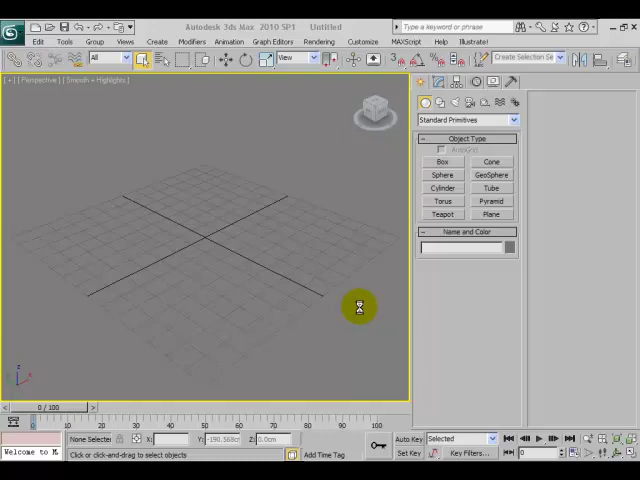 Autodesk 3ds Max 2010 SP1 Untitled
Type a keyword or phrase
Edit Tools Group Views Create Modifiers Animation Graph Editors Rendering Customize MAXScript Help Illustrate!
All View Create Selection Se
[ + ] [ Perspective ] [ Smooth + Highlights ]
Standard Primitives
Object Type
AutoGrid
Box Cone
Sphere GeoSphere
Cylinder Tube
Torus Pyramid
Teapot Plane
Name and Color
0 / 100
0 10 20 30 40 50 60 70 80 90 100
None Selected X: Y: -190.568cm Z: 0.0cm Auto Key Selected
Welcome to M. Click or click-and-drag to select objects Add Time Tag Set Key Key Filters... 0